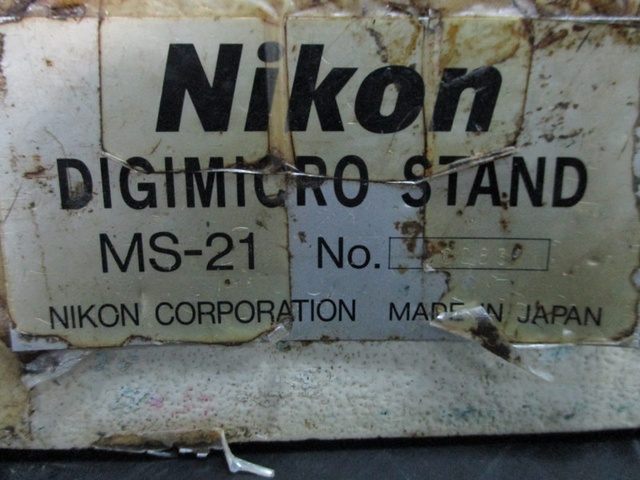 Nikon
DIGIMICRO STAND
MS-21 No.
NIKON CORPORATION MADE IN JAPAN